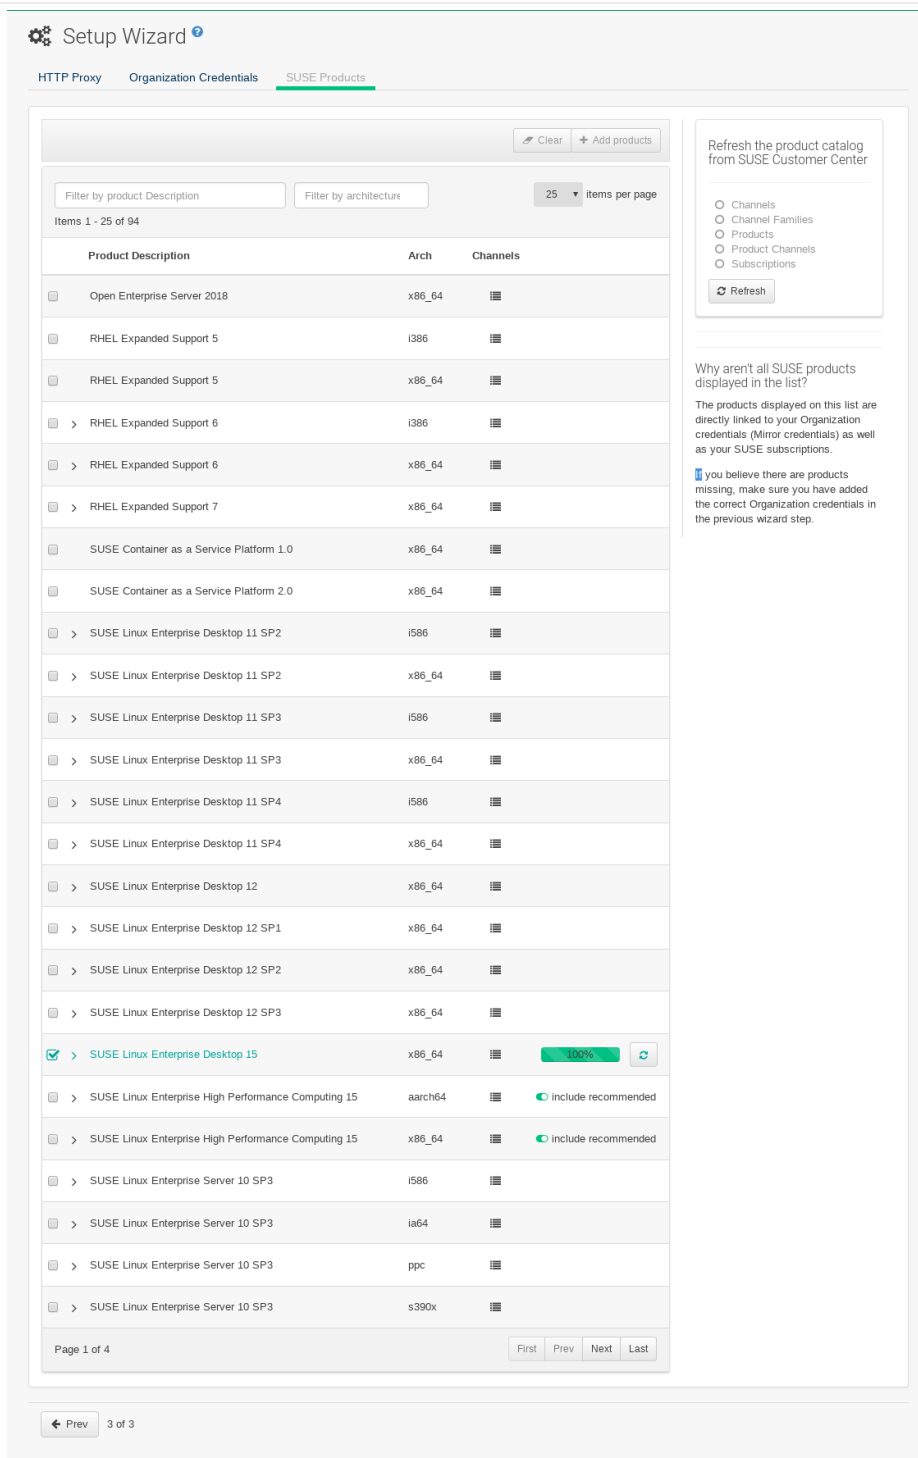 Setup Wizard
HTTP Proxy Organization Credentials SUSE Products
Clear + Add products
Filter by product Description Filter by architecture 25 items per page
Items 1 - 25 of 94
Product Description Arch Channels
Open Enterprise Server 2018 x86_64
RHEL Expanded Support 5 i386
RHEL Expanded Support 5 x86_64
RHEL Expanded Support 6 i386
RHEL Expanded Support 6 x86_64
RHEL Expanded Support 7 x86_64
SUSE Container as a Service Platform 1.0 x86_64
SUSE Container as a Service Platform 2.0 x86_64
SUSE Linux Enterprise Desktop 11 SP2 i586
SUSE Linux Enterprise Desktop 11 SP2 x86_64
SUSE Linux Enterprise Desktop 11 SP3 i586
SUSE Linux Enterprise Desktop 11 SP3 x86_64
SUSE Linux Enterprise Desktop 11 SP4 i586
SUSE Linux Enterprise Desktop 11 SP4 x86_64
SUSE Linux Enterprise Desktop 12 x86_64
SUSE Linux Enterprise Desktop 12 SP1 x86_64
SUSE Linux Enterprise Desktop 12 SP2 x86_64
SUSE Linux Enterprise Desktop 12 SP3 x86_64
SUSE Linux Enterprise Desktop 15 x86_64 100%
SUSE Linux Enterprise High Performance Computing 15 aarch64 include recommended
SUSE Linux Enterprise High Performance Computing 15 x86_64 include recommended
SUSE Linux Enterprise Server 10 SP3 i586
SUSE Linux Enterprise Server 10 SP3 ia64
SUSE Linux Enterprise Server 10 SP3 ppc
SUSE Linux Enterprise Server 10 SP3 s390x
Page 1 of 4 First Prev Next Last
Refresh the product catalog
from SUSE Customer Center
Channels
Channel Families
Products
Product Channels
Subscriptions
Refresh
Why aren't all SUSE products
displayed in the list?
The products displayed on this list are
directly linked to your Organization
credentials (Mirror credentials) as well
as your SUSE subscriptions.
If you believe there are products
missing, make sure you have added
the correct Organization credentials in
the previous wizard step.
Prev 3 of 3